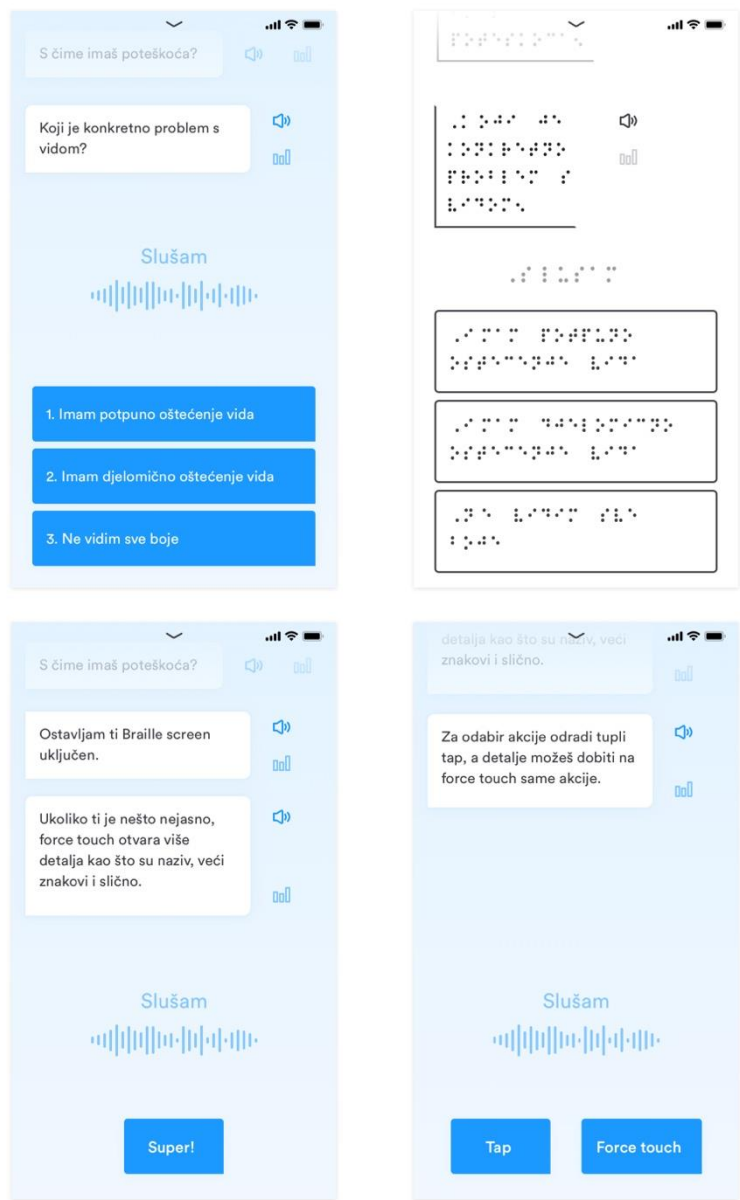 S čime imaš poteškoća?
Koji je konkretno problem s
vidom?
Slušam
1. Imam potpuno oštećenje vida
2. Imam djelomično oštećenje vida
3. Ne vidim sve boje
⠏⠕⠞⠑⠎⠅⠕⠉⠁⠢
⠠⠅⠕⠚⠊ ⠚⠑
⠅⠕⠝⠅⠗⠑⠞⠝⠕
⠏⠗⠕⠃⠇⠑⠍ ⠎
⠧⠊⠙⠕⠍⠢
⠠⠎⠇⠥⠎⠁⠍
⠠⠊⠍⠁⠍ ⠏⠕⠞⠏⠥⠝⠕
⠕⠎⠞⠑⠉⠑⠝⠚⠑ ⠧⠊⠙⠁
⠠⠊⠍⠁⠍ ⠙⠚⠑⠇⠕⠍⠊⠉⠝⠕
⠕⠎⠞⠑⠉⠑⠝⠚⠑ ⠧⠊⠙⠁
⠠⠝⠑ ⠧⠊⠙⠊⠍ ⠎⠧⠑
⠃⠕⠚⠑
S čime imaš poteškoća?
Ostavljam ti Braille screen
uključen.
Ukoliko ti je nešto nejasno,
force touch otvara više
detalja kao što su naziv, veći
znakovi i slično.
Slušam
Super!
detalja kao što su naziv, veći
znakovi i slično.
Za odabir akcije odradi tupli
tap, a detalje možeš dobiti na
force touch same akcije.
Slušam
Tap
Force touch